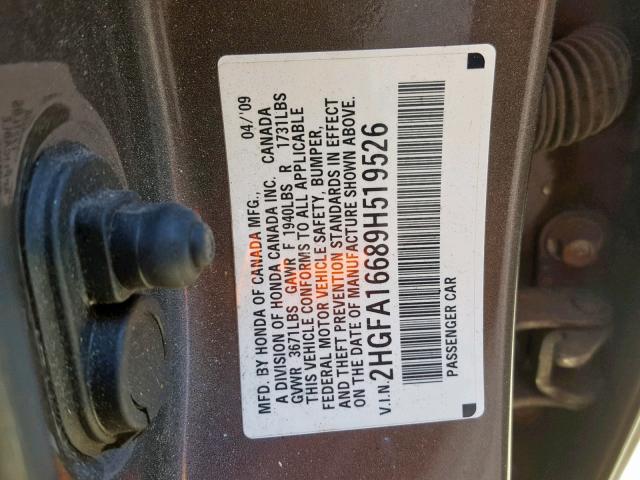 MFD. BY HONDA OF CANADA MFG., 04/'09
A DIVISION OF HONDA CANADA INC. CANADA
GVWR 3671LBS GAWR F 1940LBS R 1731LBS
THIS VEHICLE CONFORMS TO ALL APPLICABLE
FEDERAL MOTOR VEHICLE SAFETY, BUMPER,
AND THEFT PREVENTION STANDARDS IN EFFECT
ON THE DATE OF MANUFACTURE SHOWN ABOVE.
V.I.N. 2HGFA16689H519526
PASSENGER CAR